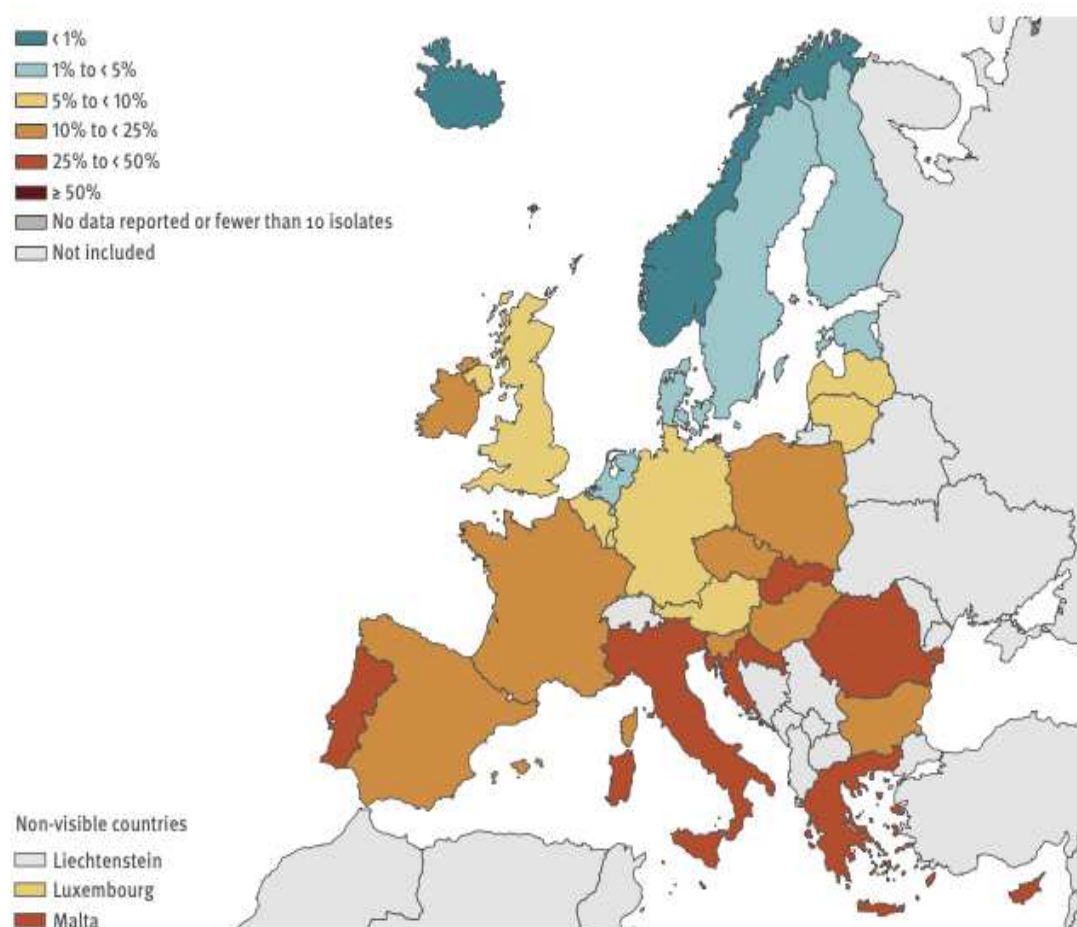 < 1%
1% to < 5%
5% to < 10%
10% to < 25%
25% to < 50%
≥ 50%
No data reported or fewer than 10 isolates
Not included
Non-visible countries
Liechtenstein
Luxembourg
Malta